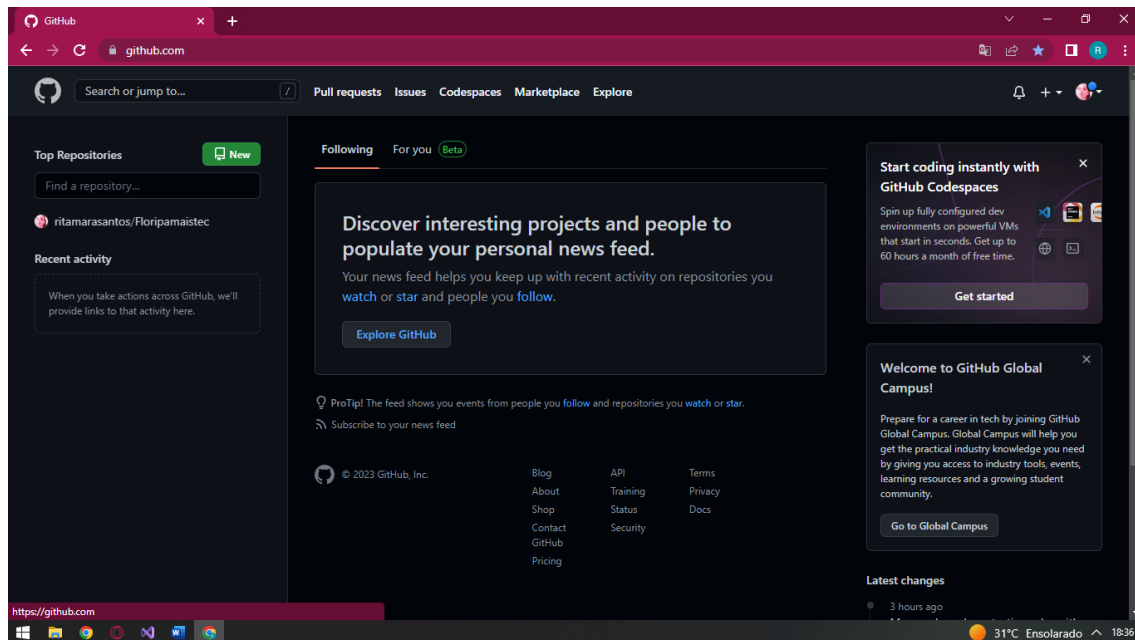 GitHub
github.com
R
Search or jump to...
/
Pull requests Issues Codespaces Marketplace Explore
Top Repositories
New
Find a repository...
ritamarasantos/Floripamaistec
Recent activity
When you take actions across GitHub, we'll
provide links to that activity here.
Following For you Beta
Discover interesting projects and people to
populate your personal news feed.
Your news feed helps you keep up with recent activity on repositories you
watch or star and people you follow.
Explore GitHub
ProTip! The feed shows you events from people you follow and repositories you watch or star.
Subscribe to your news feed
© 2023 GitHub, Inc.
Blog
About
Shop
Contact
GitHub
Pricing
API
Training
Status
Security
Terms
Privacy
Docs
Start coding instantly with
GitHub Codespaces
Spin up fully configured dev
environments on powerful VMs
that start in seconds. Get up to
60 hours a month of free time.
Get started
Welcome to GitHub Global
Campus!
Prepare for a career in tech by joining GitHub
Global Campus. Global Campus will help you
get the practical industry knowledge you need
by giving you access to industry tools, events,
learning resources and a growing student
community.
Go to Global Campus
Latest changes
3 hours ago
https://github.com
31°C Ensolarado
18:36